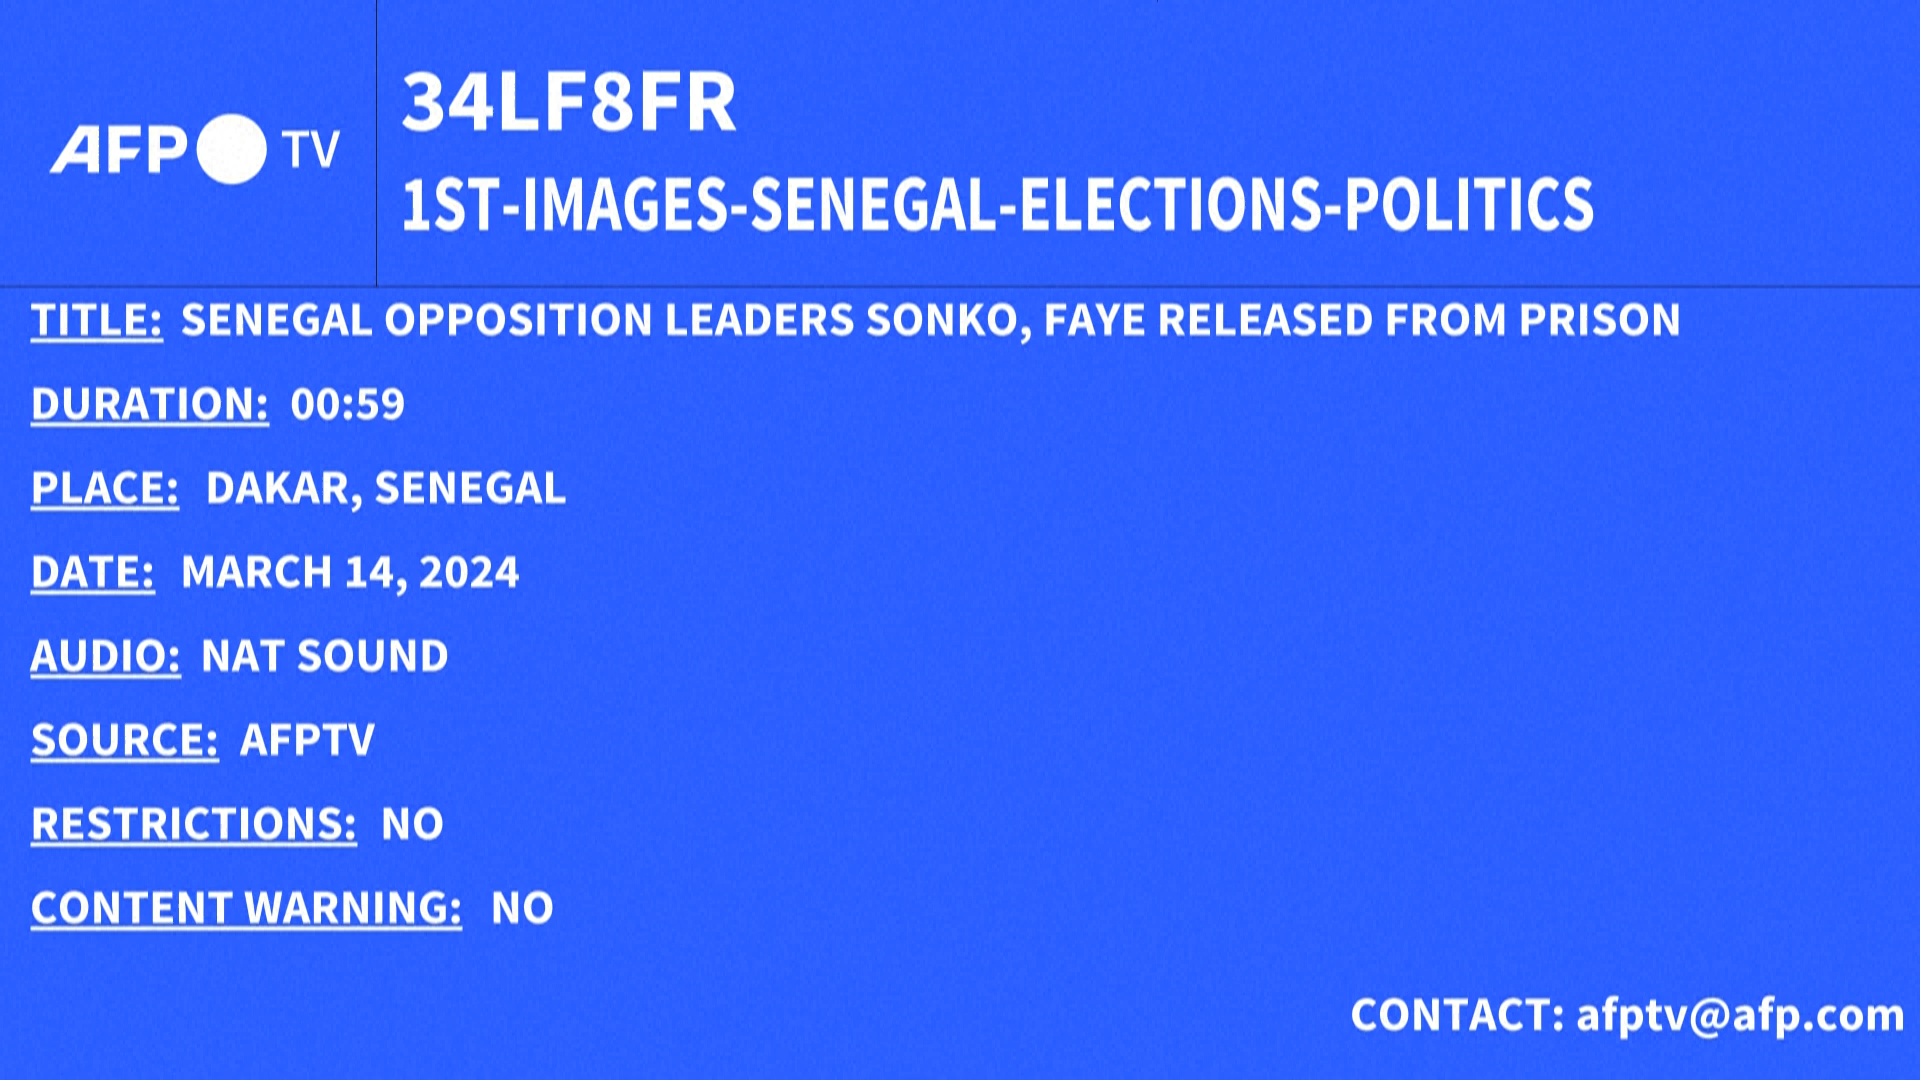 AFP TV
34LF8FR
1ST-IMAGES-SENEGAL-ELECTIONS-POLITICS
TITLE: SENEGAL OPPOSITION LEADERS SONKO, FAYE RELEASED FROM PRISON
DURATION: 00:59
PLACE: DAKAR, SENEGAL
DATE: MARCH 14, 2024
AUDIO: NAT SOUND
SOURCE: AFPTV
RESTRICTIONS: NO
CONTENT WARNING: NO
CONTACT: afptv@afp.com